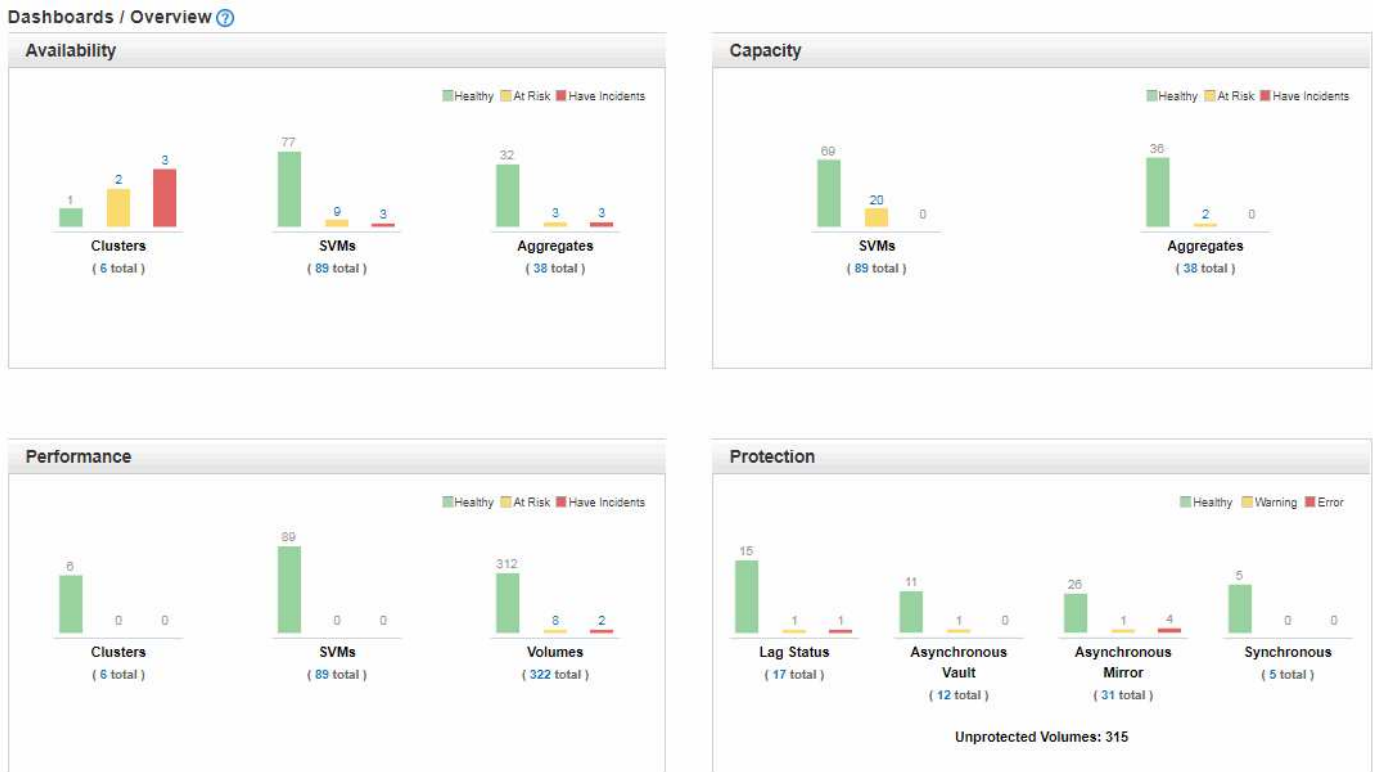 Dashboards / Overview ?
Availability
Healthy At Risk Have Incidents
1 2 3
Clusters
( 6 total )
77 9 3
SVMs
( 89 total )
32 3 3
Aggregates
( 38 total )
Capacity
Healthy At Risk Have Incidents
69 20 0
SVMs
( 89 total )
36 2 0
Aggregates
( 38 total )
Performance
Healthy At Risk Have Incidents
6 0 0
Clusters
( 6 total )
89 0 0
SVMs
( 89 total )
312 8 2
Volumes
( 322 total )
Protection
Healthy Warning Error
15 1 1
Lag Status
( 17 total )
11 1 0
Asynchronous
Vault
( 12 total )
26 1 4
Asynchronous
Mirror
( 31 total )
5 0 0
Synchronous
( 5 total )
Unprotected Volumes: 315